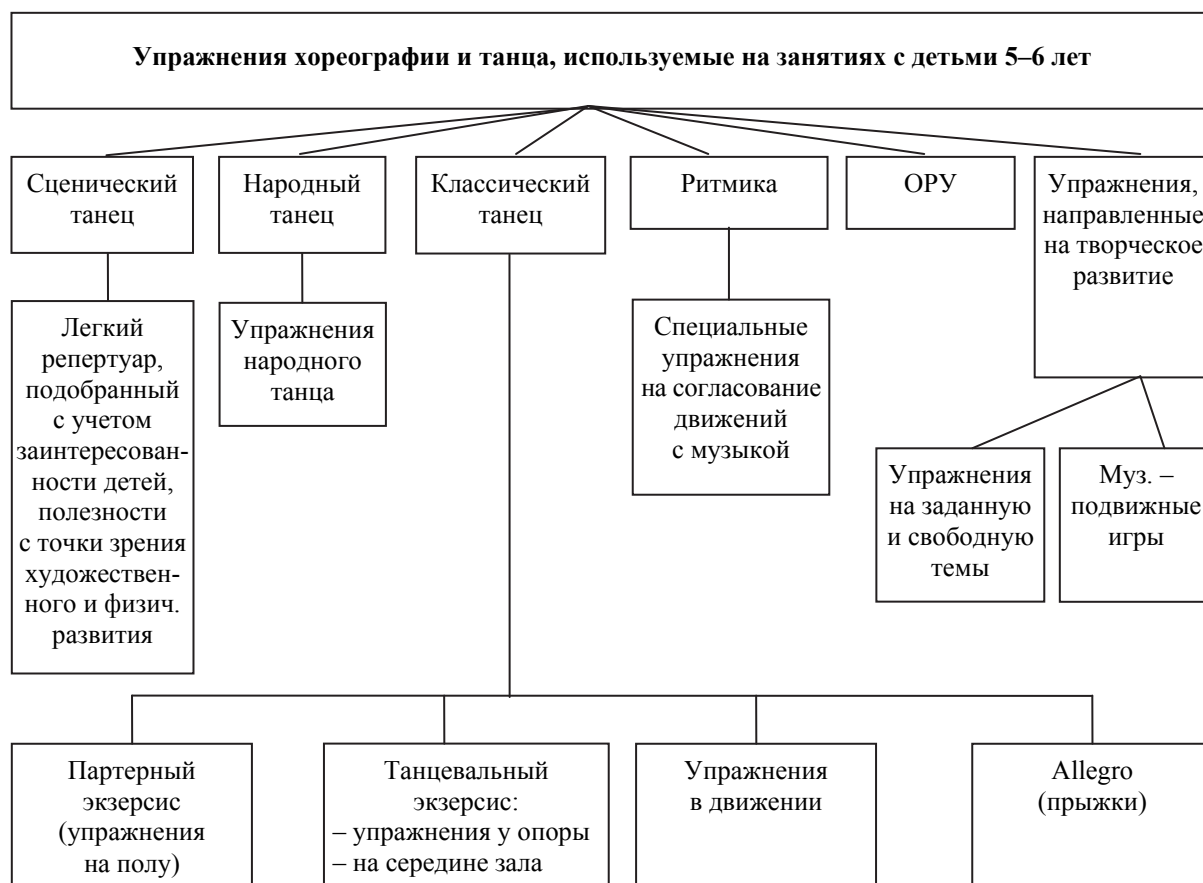 Упражнения хореографии и танца, используемые на занятиях с детьми 5–6 лет
Сценический
танец
Народный
танец
Классический
танец
Ритмика
ОРУ
Упражнения,
направленные
на творческое
развитие
Легкий
репертуар,
подобранный
с учетом
заинтересован-
ности детей,
полезности
с точки зрения
художествен-
ного и физич.
развития
Упражнения
народного
танца
Специальные
упражнения
на согласование
движений
с музыкой
Упражнения
на заданную
и свободную
темы
Муз. –
подвижные
игры
Партерный
экзерсис
(упражнения
на полу)
Танцевальный
экзерсис:
– упражнения у опоры
– на середине зала
Упражнения
в движении
Allegro
(прыжки)